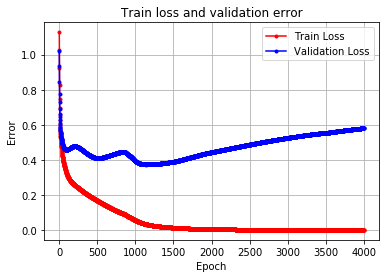 Train loss and validation error
Train Loss
Validation Loss
Error
1.0
0.8
0.6
0.4
0.2
0.0
0 500 1000 1500 2000 2500 3000 3500 4000
Epoch